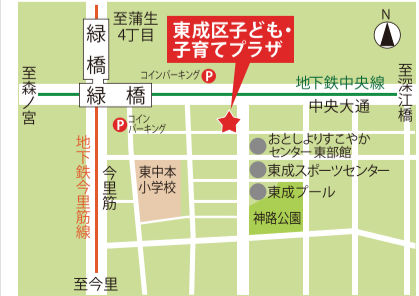 至蒲生
4丁目
東成区子ども・
子育てプラザ
N
緑橋
コインパーキング P
地下鉄中央線
至森ノ宮
緑橋
至深江橋
中央大通
P コイン
パーキング
おとしよりすこやか
センター東部館
地下鉄今里筋線
今里筋
東中本
小学校
東成スポーツセンター
東成プール
神路公園
至今里